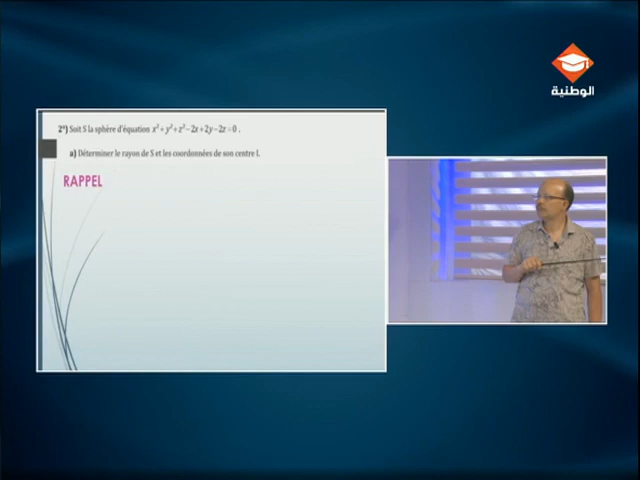 الوطنية
2°) Soit S la sphère d'équation x² + y² + z² − 2x + 2y − 2z = 0 .
a) Déterminer le rayon de S et les coordonnées de son centre I.
RAPPEL